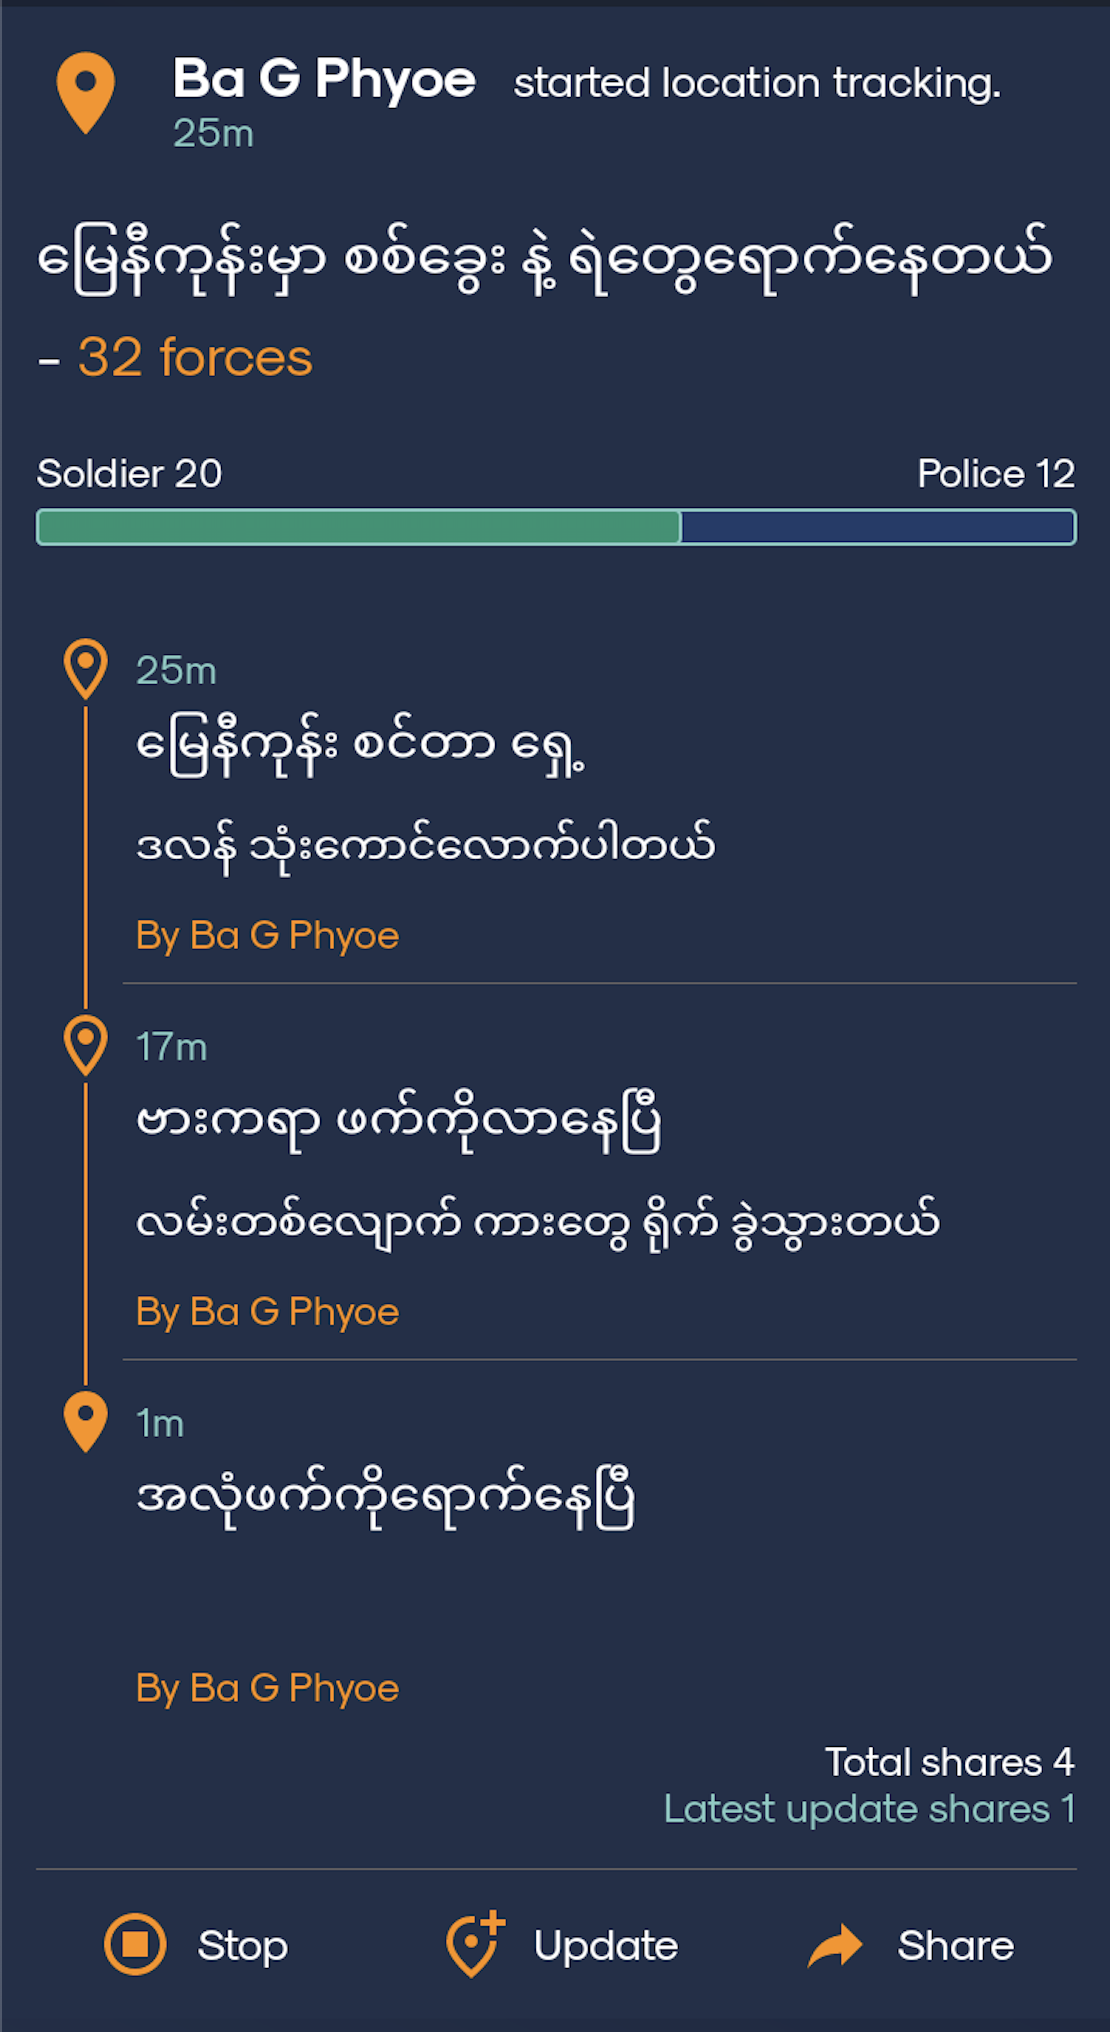 Ba G Phyoe started location tracking.
25m
မြေနီကုန်းမှာ စစ်ခွေး နဲ့ ရဲတွေရောက်နေတယ်
- 32 forces
Soldier 20 Police 12
25m
မြေနီကုန်း စင်တာ ရှေ့
ဒလန် သုံးကောင်လောက်ပါတယ်
By Ba G Phyoe
17m
ဗားကရာ ဖက်ကိုလာနေပြီ
လမ်းတစ်လျောက် ကားတွေ ရိုက် ခွဲသွားတယ်
By Ba G Phyoe
1m
အလုံဖက်ကိုရောက်နေပြီ
By Ba G Phyoe
Total shares 4
Latest update shares 1
Stop Update Share